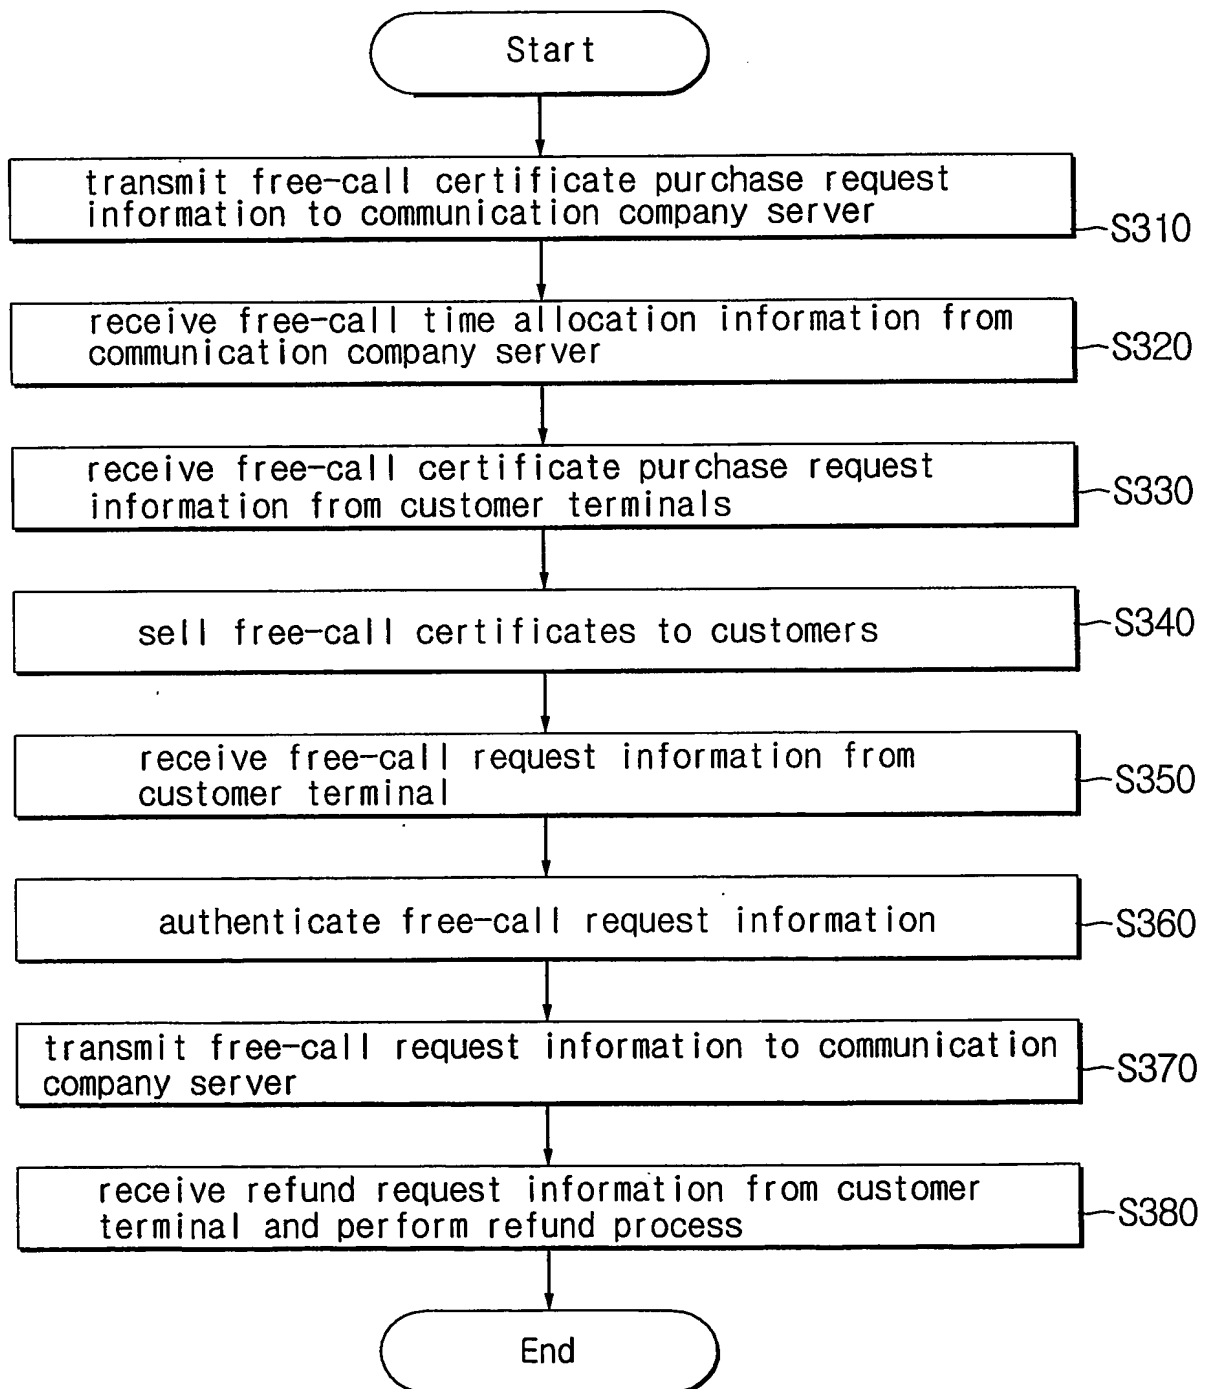 Start
transmit free-call certificate purchase request
information to communication company server
S310
receive free-call time allocation information from
communication company server
S320
receive free-call certificate purchase request
information from customer terminals
S330
sell free-call certificates to customers
S340
receive free-call request information from
customer terminal
S350
authenticate free-call request information
S360
transmit free-call request information to communication
company server
S370
receive refund request information from customer
terminal and perform refund process
S380
End